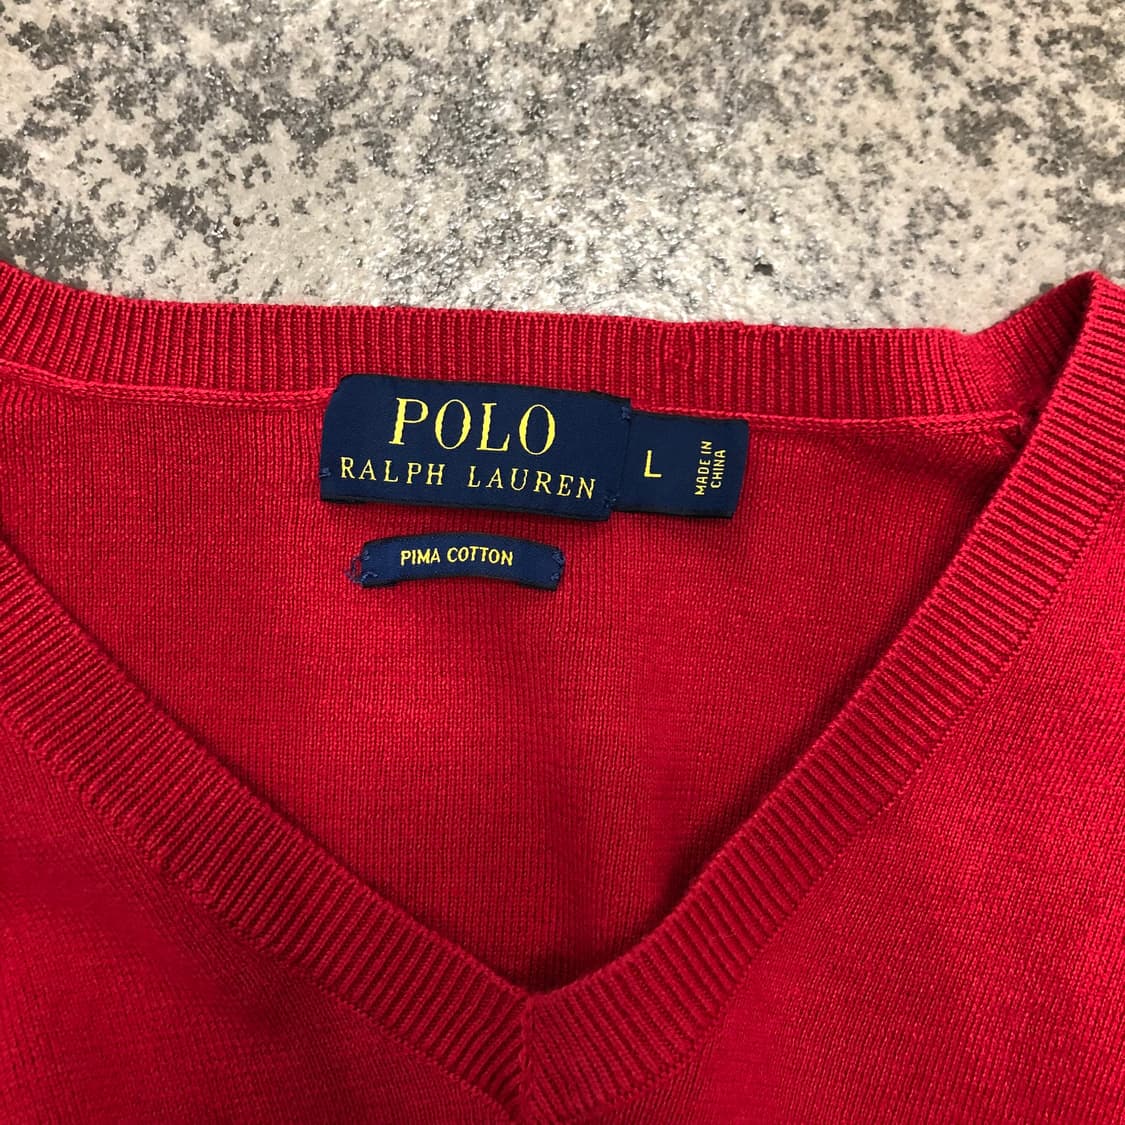 POLO
RALPH LAUREN
L
MADE IN
CHINA
PIMA COTTON